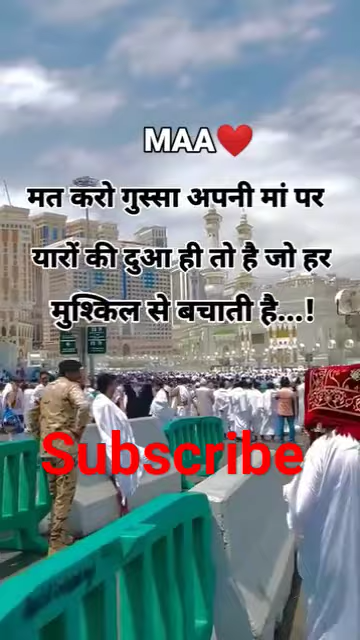 MAA❤️
मत करो गुस्सा अपनी मां पर
यारों की दुआ ही तो है जो हर
मुश्किल से बचाती है...!
Subscribe